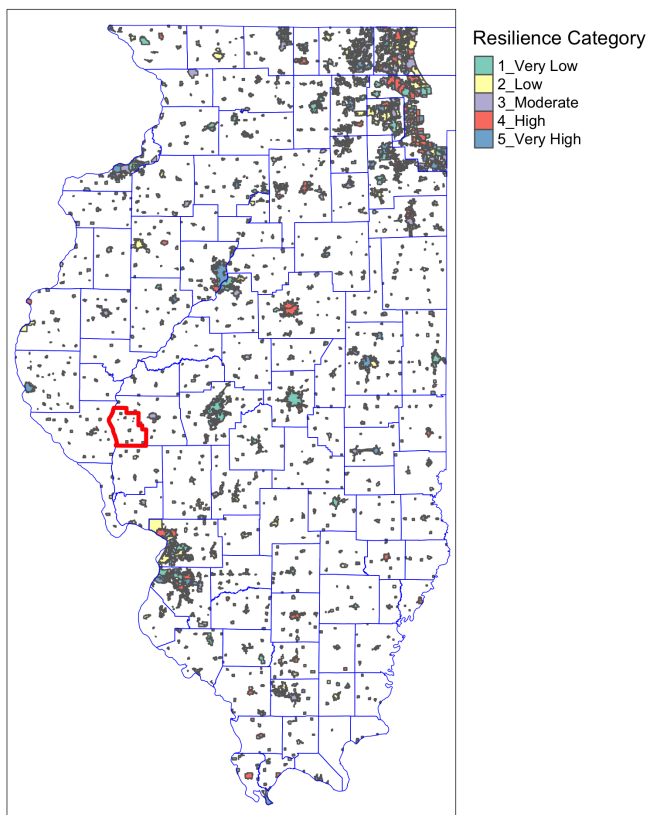 Resilience Category
1_Very Low
2_Low
3_Moderate
4_High
5_Very High